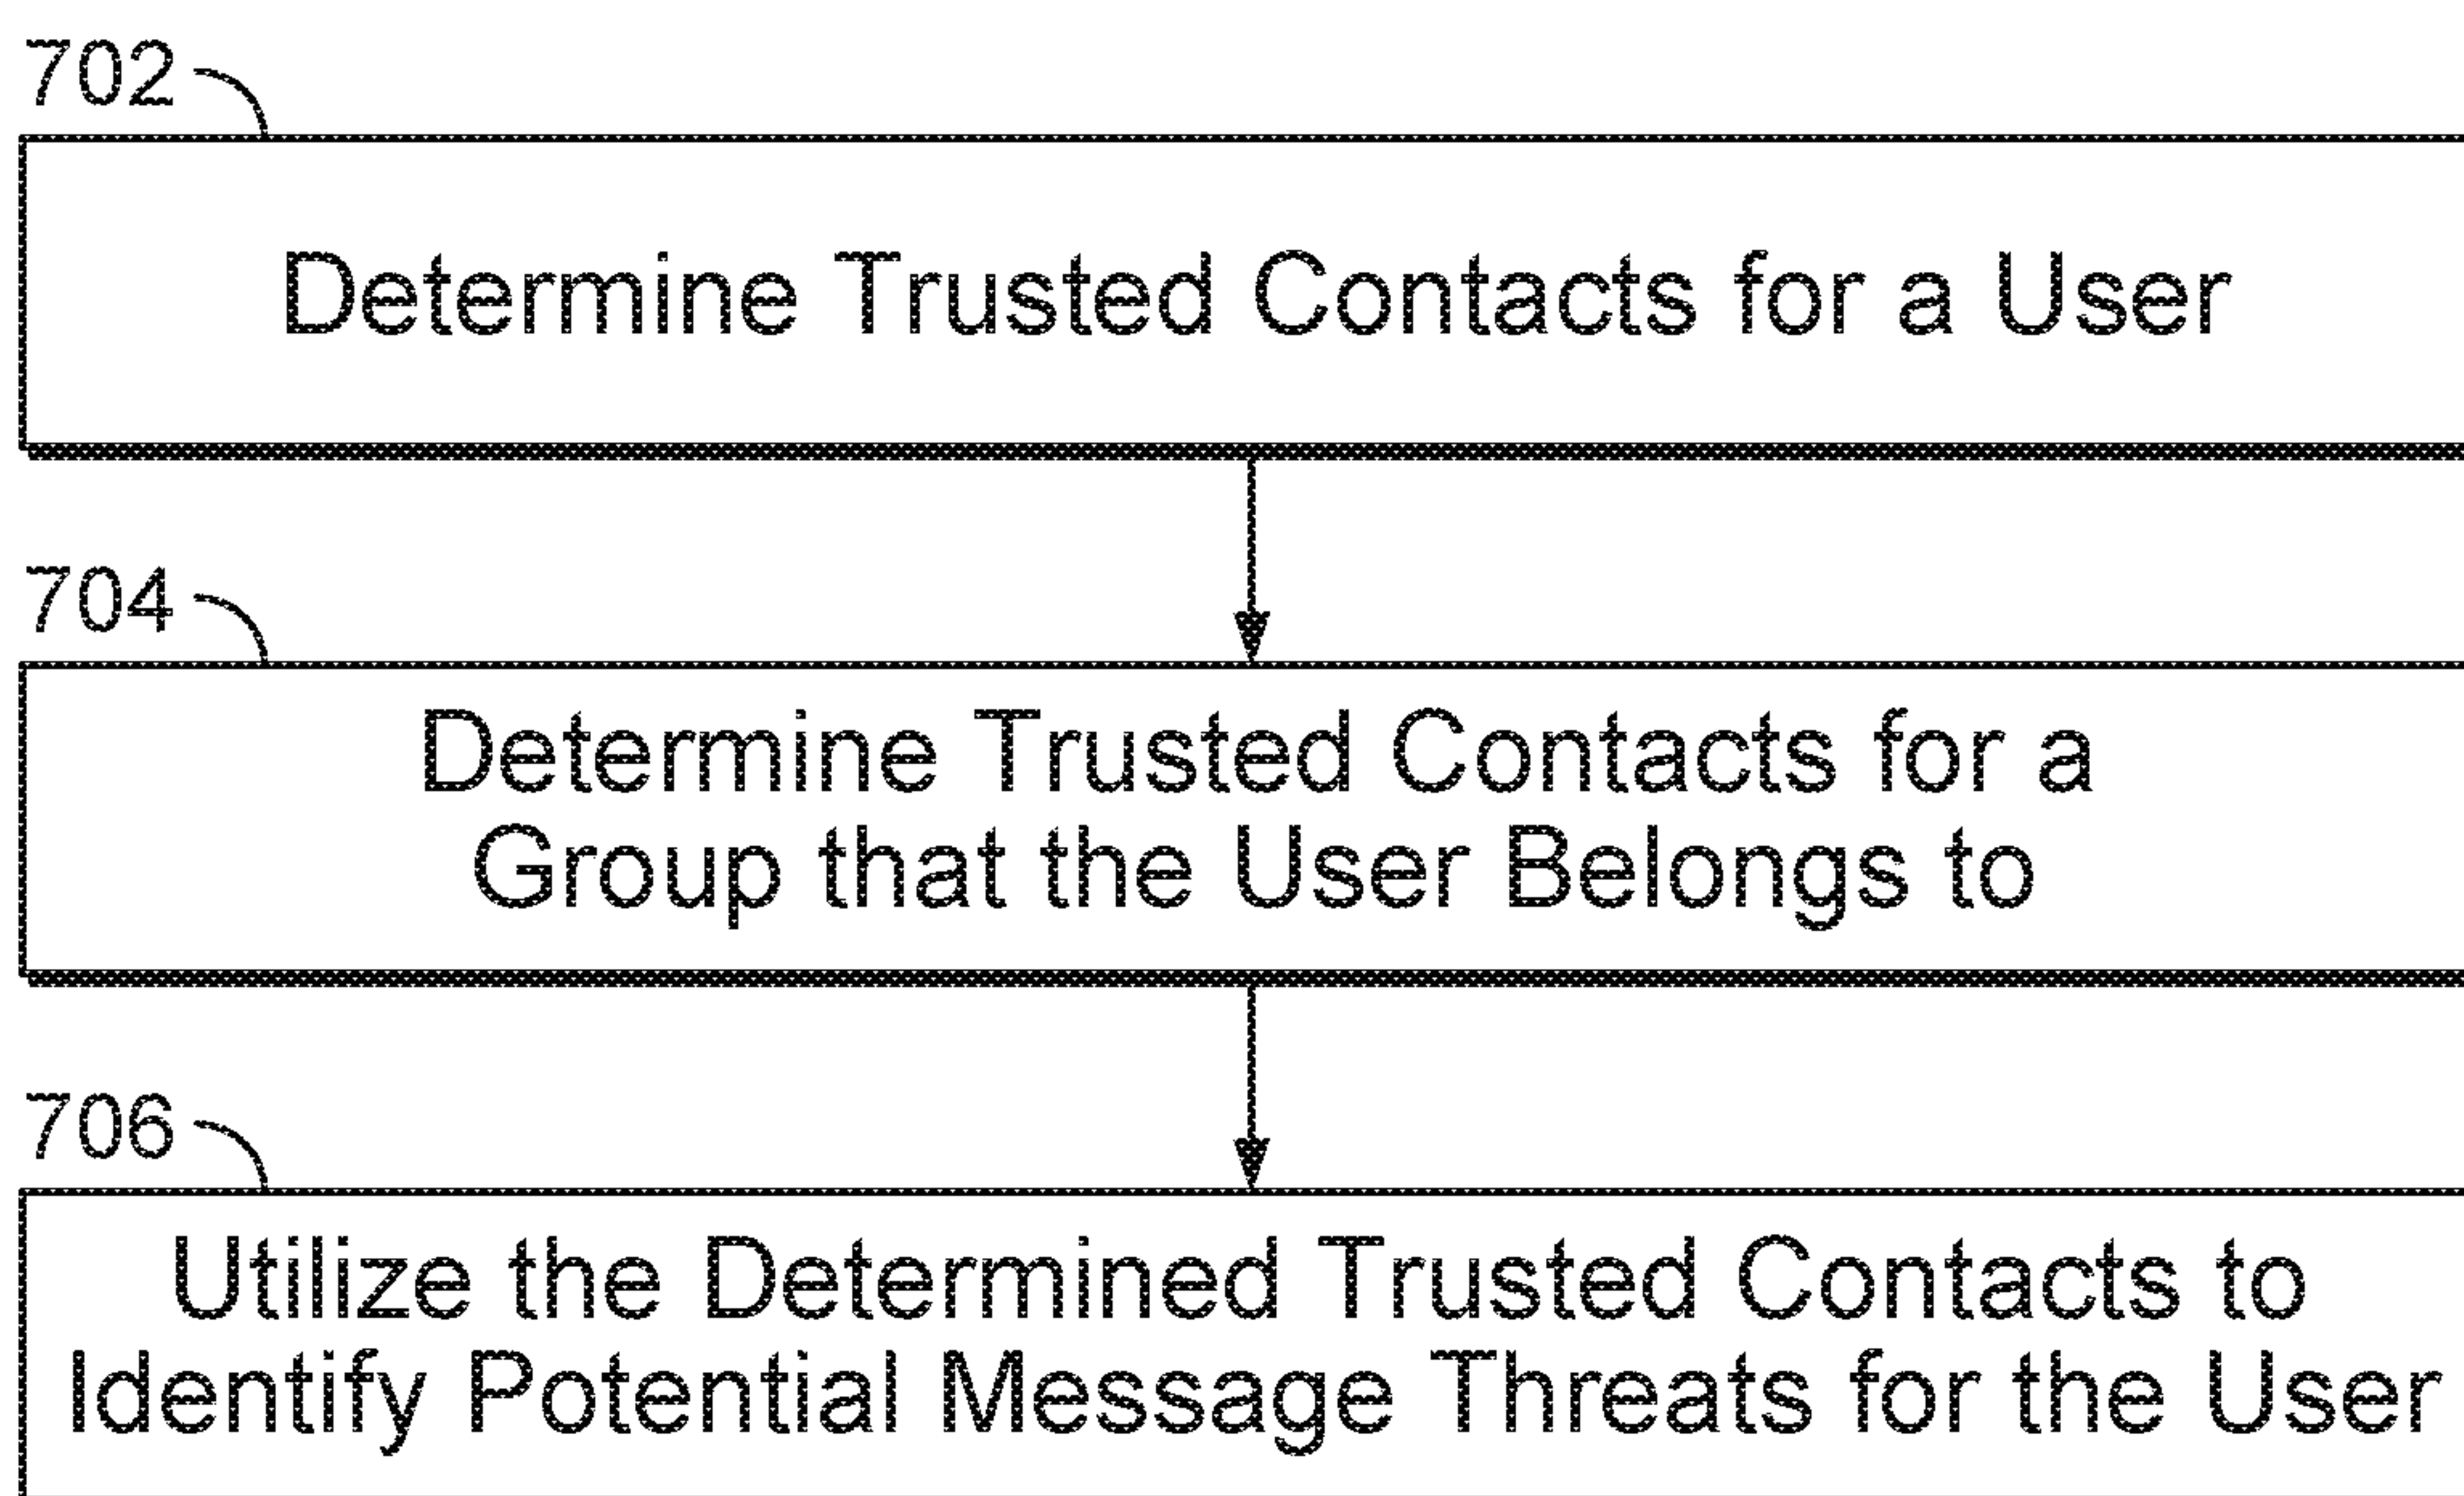 702
Determine Trusted Contacts for a User
704
Determine Trusted Contacts for a
Group that the User Belongs to
706
Utilize the Determined Trusted Contacts to
Identify Potential Message Threats for the User